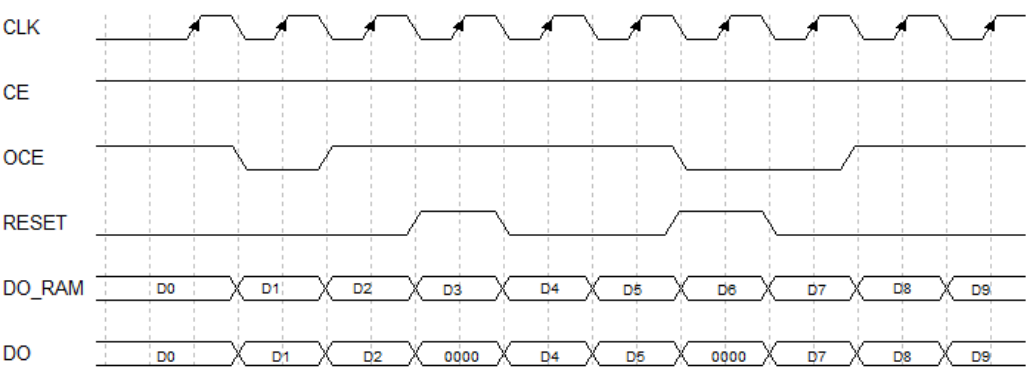 CLK
CE
OCE
RESET
DO_RAM D0 D1 D2 D3 D4 D5 D6 D7 D8 D9
DO D0 D1 D2 0000 D4 D5 0000 D7 D8 D9